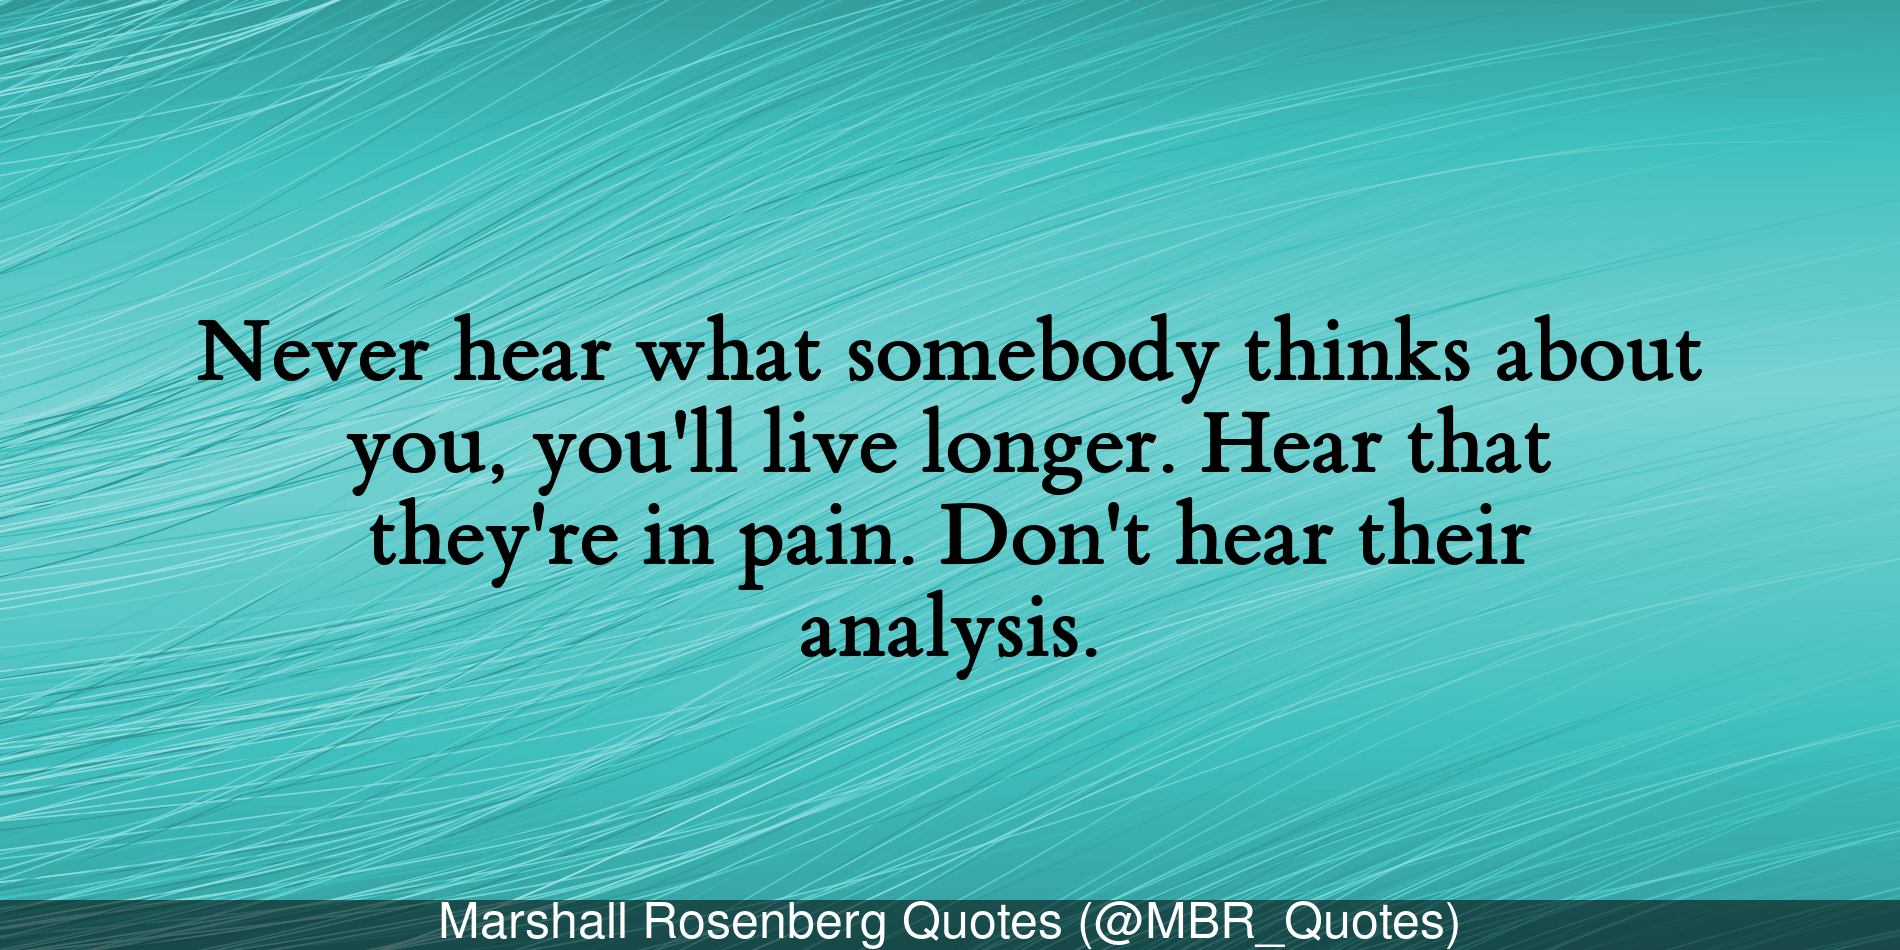 Never hear what somebody thinks about
you, you'll live longer. Hear that
they're in pain. Don't hear their
analysis.
Marshall Rosenberg Quotes (@MBR_Quotes)